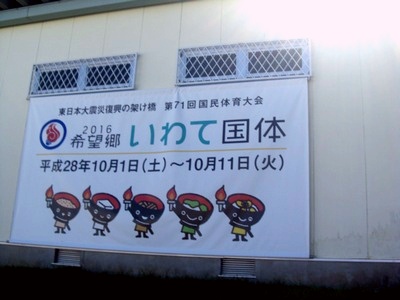 東日本大震災復興の架け橋 第71回国民体育大会
2016
希望郷 いわて国体
平成28年10月1日(土)～10月11日(火)